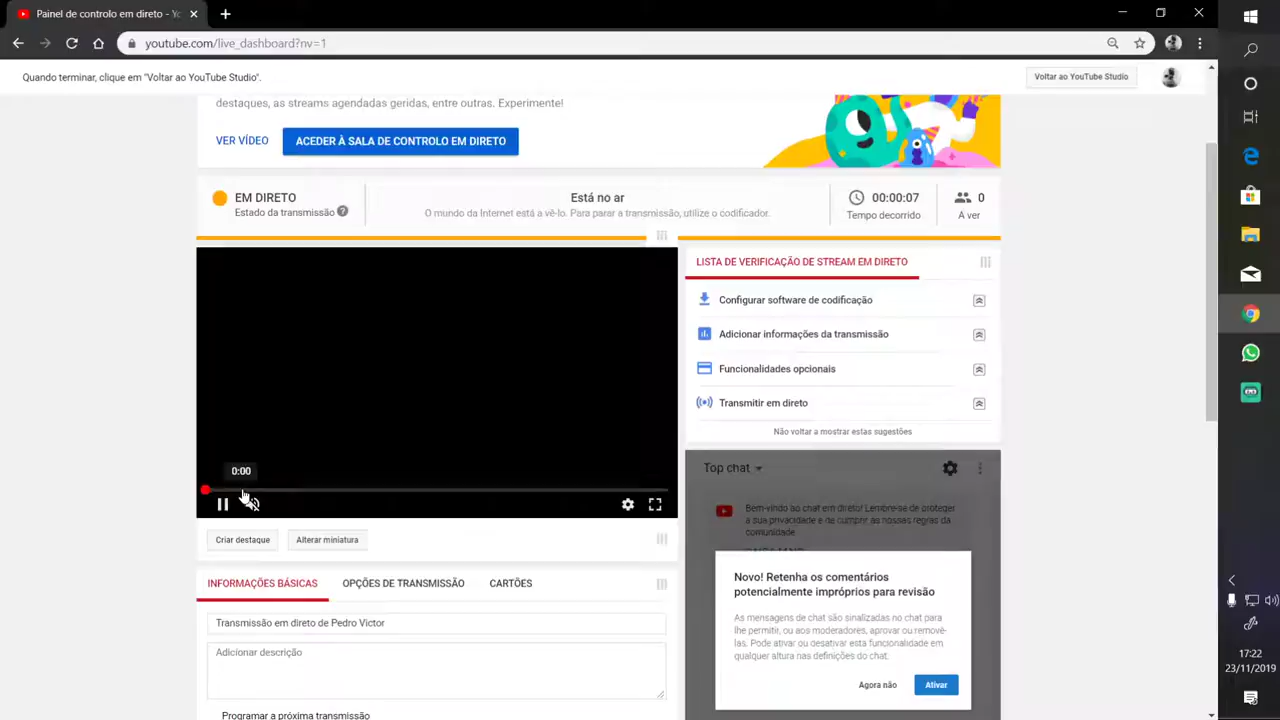 Painel de controlo em direto - Yo
youtube.com/live_dashboard?nv=1
Quando terminar, clique em "Voltar ao YouTube Studio".
Voltar ao YouTube Studio
destaques, as streams agendadas geridas, entre outras. Experimente!
VER VÍDEO
ACEDER À SALA DE CONTROLO EM DIRETO
EM DIRETO
Estado da transmissão
Está no ar
O mundo da Internet está a vê-lo. Para parar a transmissão, utilize o codificador.
00:00:07
Tempo decorrido
0
A ver
LISTA DE VERIFICAÇÃO DE STREAM EM DIRETO
Configurar software de codificação
Adicionar informações da transmissão
Funcionalidades opcionais
Transmitir em direto
Não voltar a mostrar estas sugestões
0:00
Criar destaque
Alterar miniatura
INFORMAÇÕES BÁSICAS
OPÇÕES DE TRANSMISSÃO
CARTÕES
Transmissão em direto de Pedro Victor
Adicionar descrição
Programar a próxima transmissão
Top chat
Bem-vindo ao chat em direto! Lembre-se de proteger
a sua privacidade e de cumprir as nossas regras da
comunidade.
Novo! Retenha os comentários
potencialmente impróprios para revisão
As mensagens de chat são sinalizadas no chat para
lhe permitir, ou aos moderadores, aprovar ou removê-
las. Pode ativar ou desativar esta funcionalidade em
qualquer altura nas definições do chat.
Agora não
Ativar
17:22
23/11/2019